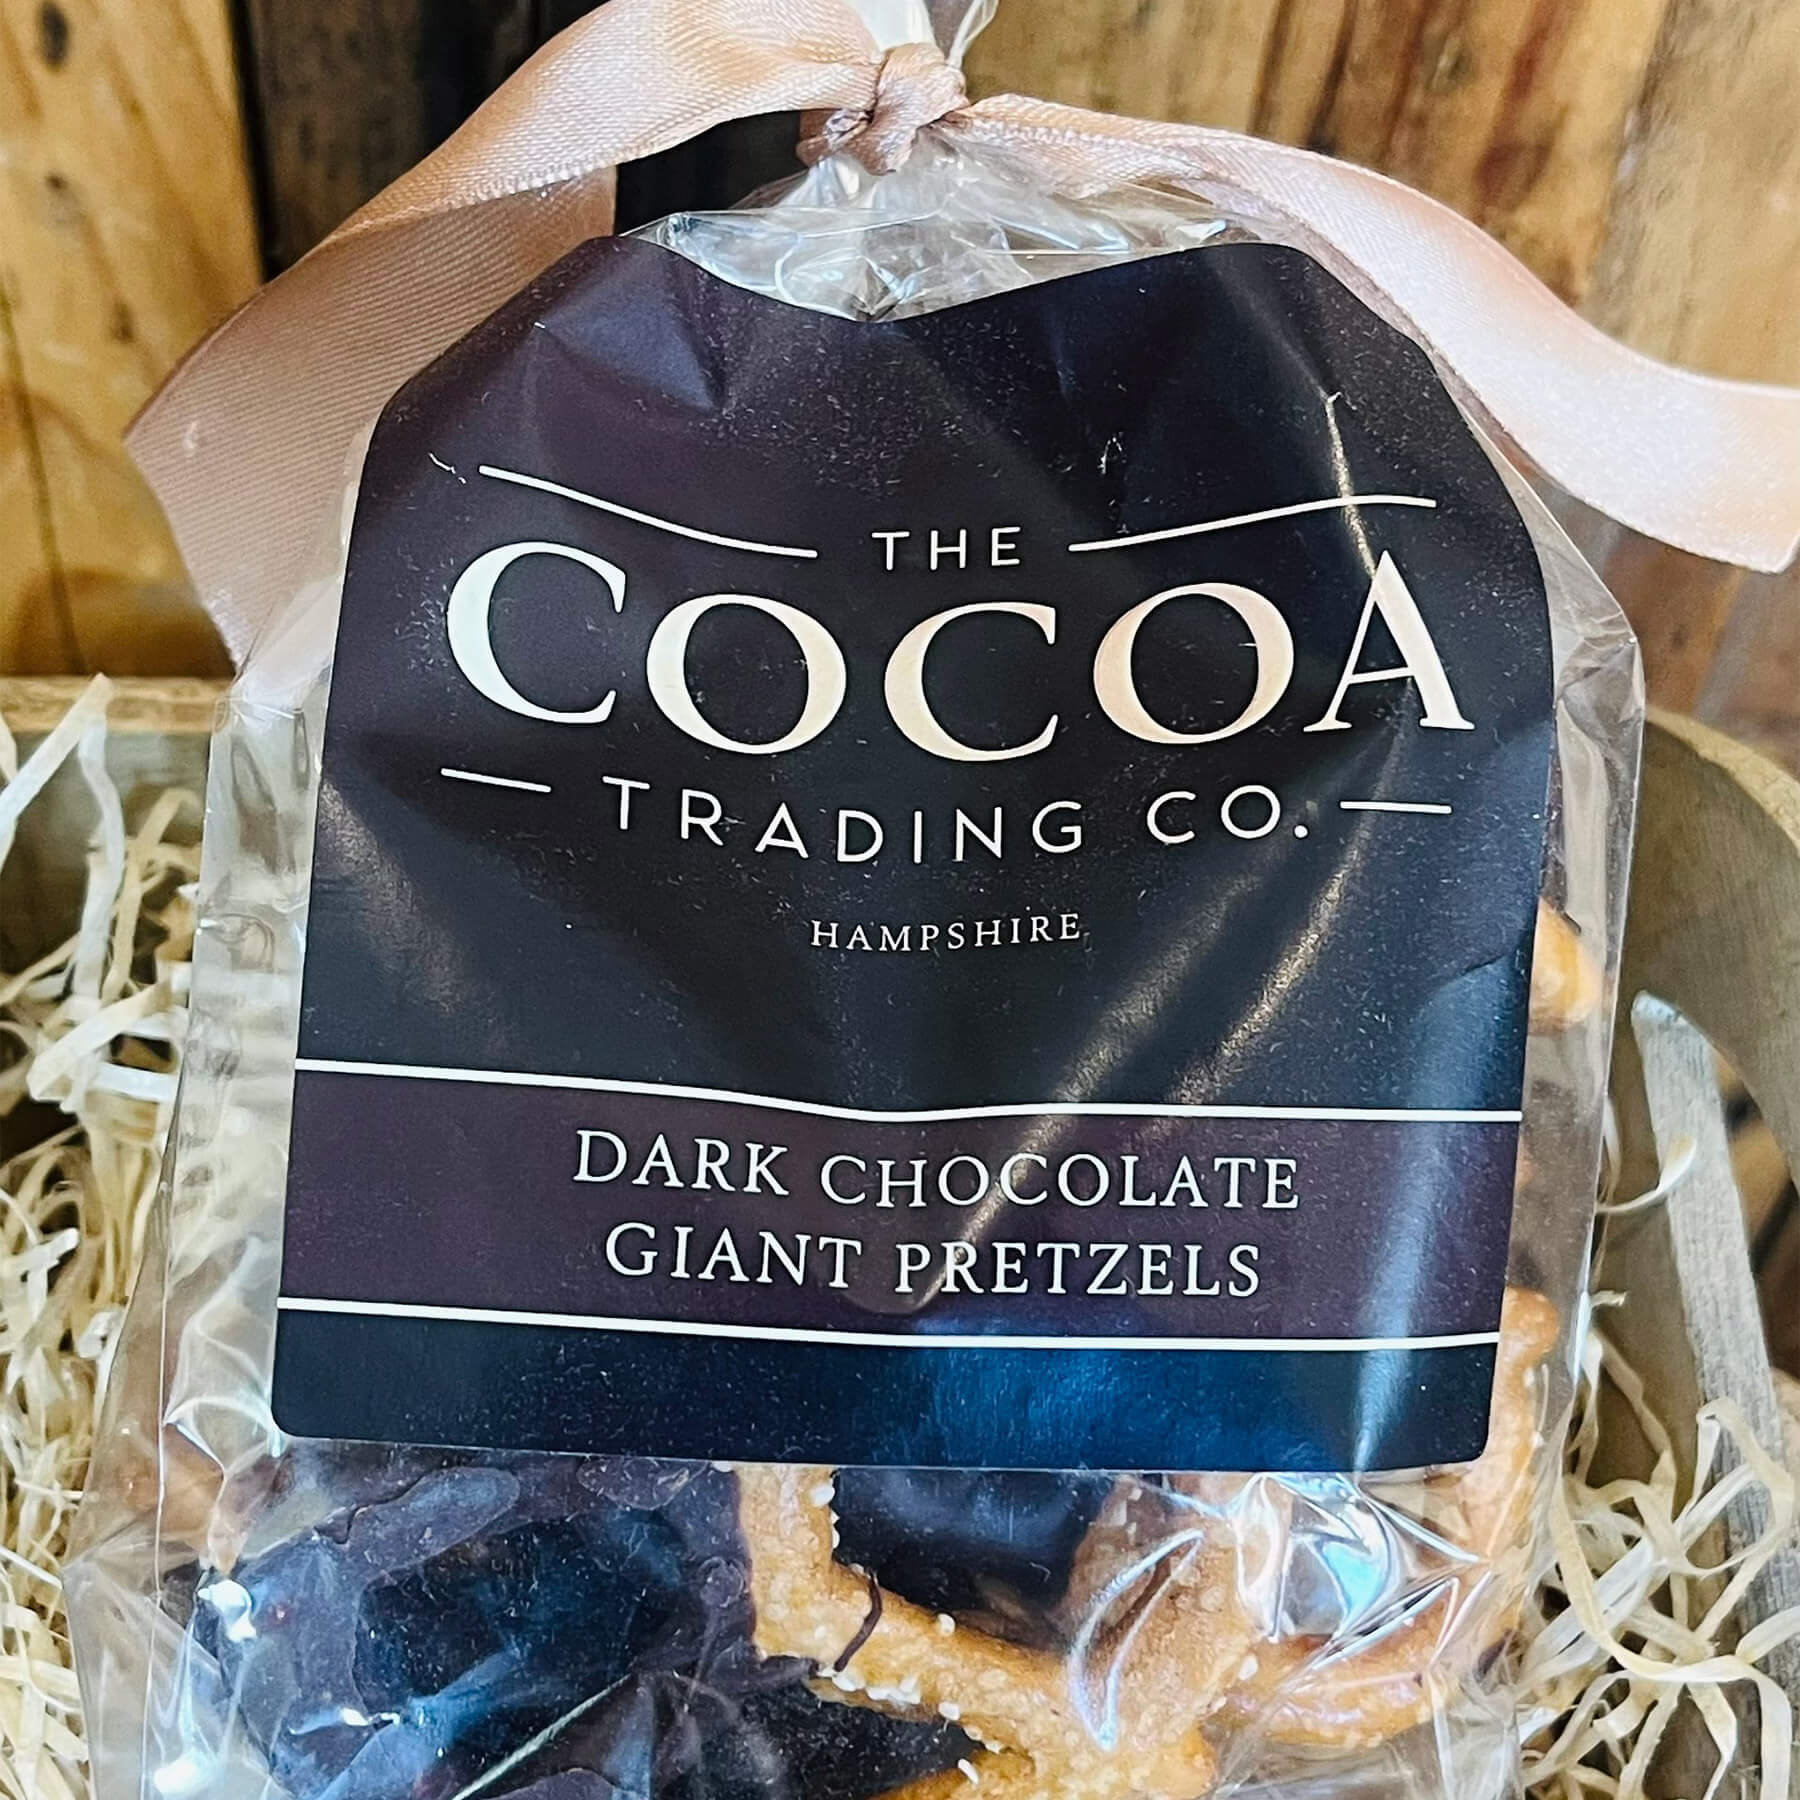 THE
COCOA
TRADING CO.
HAMPSHIRE
DARK CHOCOLATE
GIANT PRETZELS